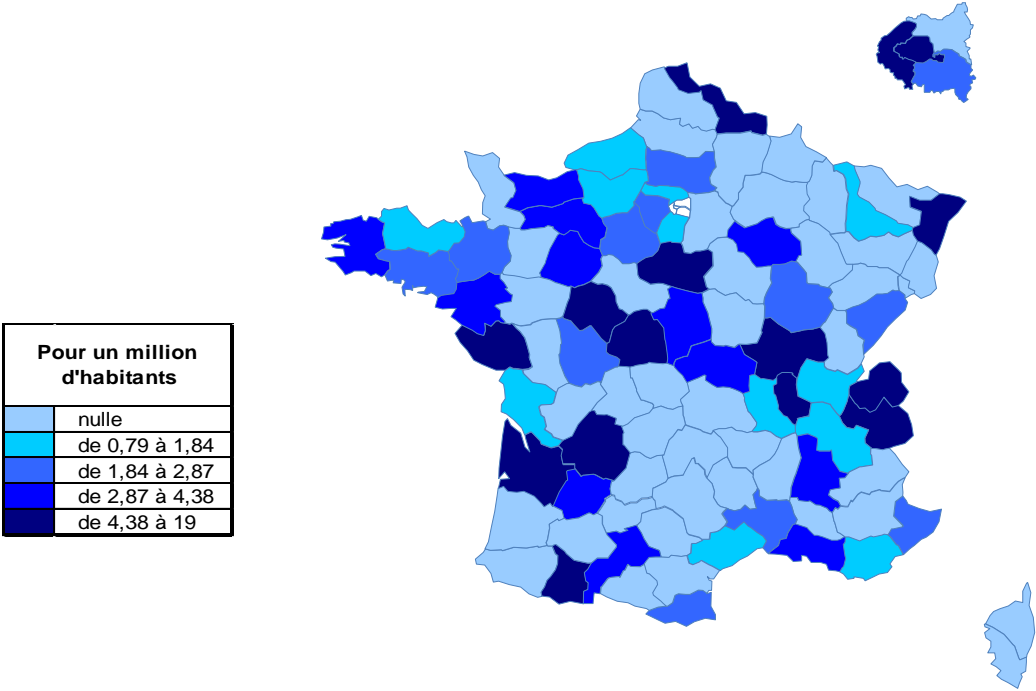 Pour un million
d'habitants
nulle
de 0,79 à 1,84
de 1,84 à 2,87
de 2,87 à 4,38
de 4,38 à 19